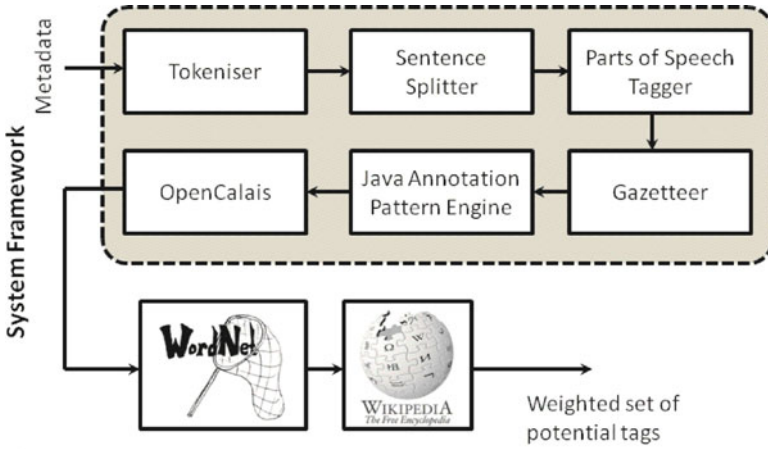 System Framework
Metadata
Tokeniser
Sentence
Splitter
Parts of Speech
Tagger
OpenCalais
Java Annotation
Pattern Engine
Gazetteer
WordNet
WIKIPEDIA
The Free Encyclopedia
Weighted set of
potential tags